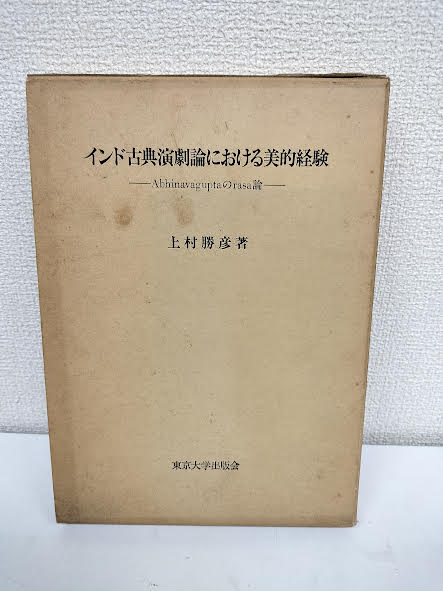 インド古典演劇論における美的経験
——Abhinavaguptaのrasa論——
上村勝彦著
東京大学出版会